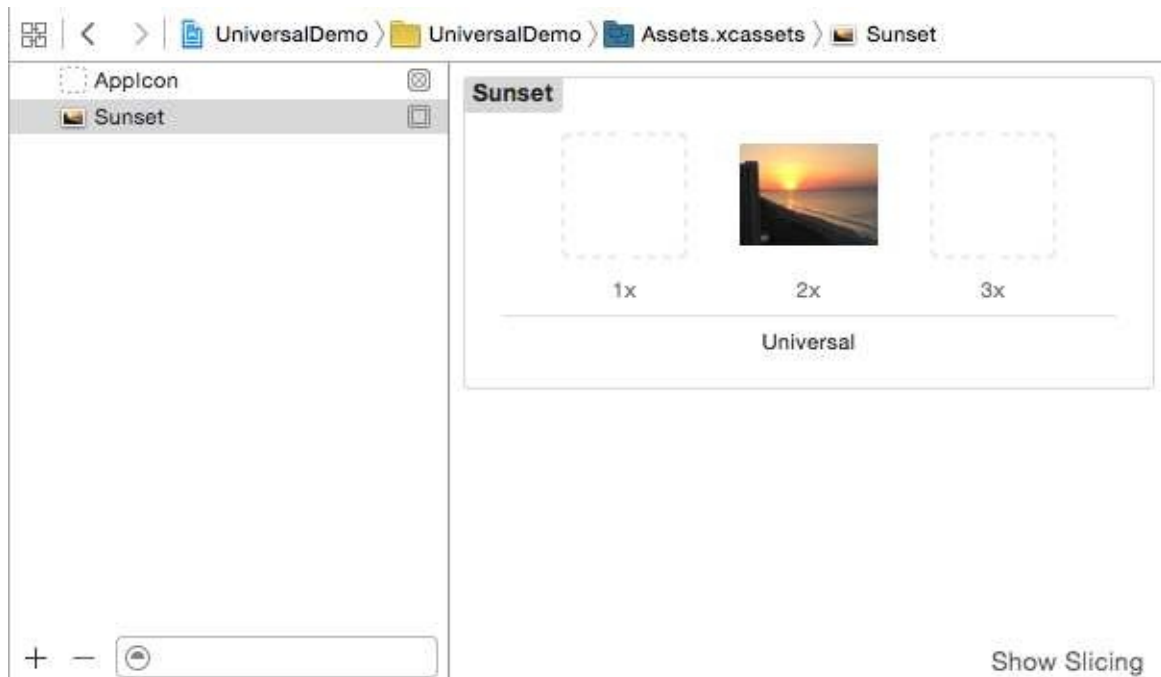 UniversalDemo UniversalDemo Assets.xcassets Sunset
AppIcon
Sunset
Sunset
1x 2x 3x
Universal
Show Slicing